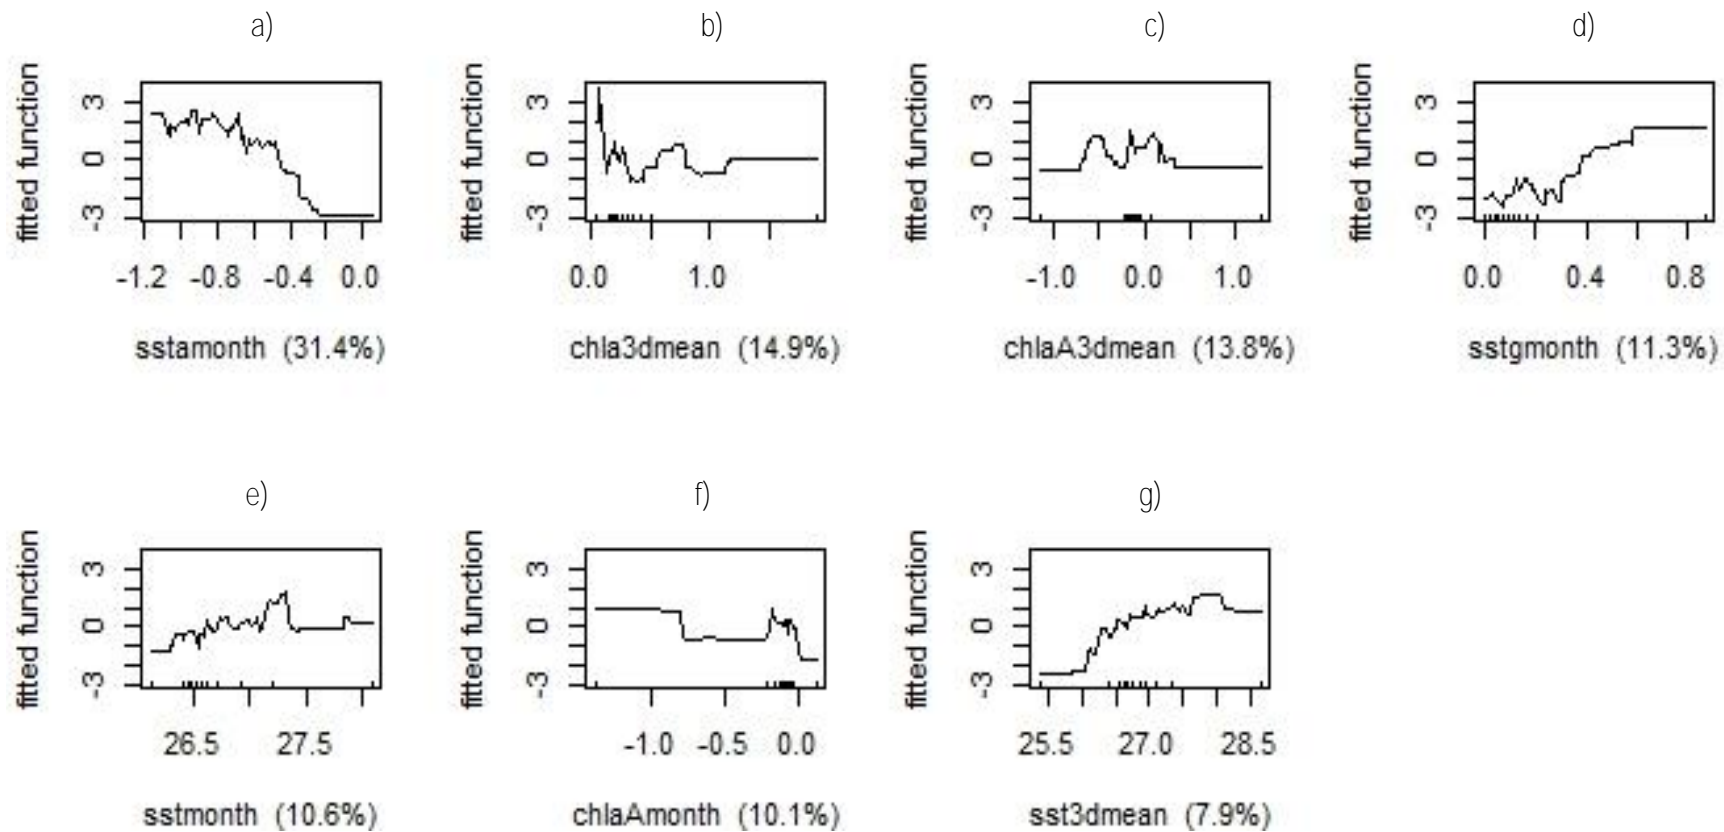 a) b) c) d)
fitted function fitted function fitted function fitted function
3 3 3 3
0 0 0 0
-3 -3 -3 -3
-1.2 -0.8 -0.4 0.0 0.0 1.0 -1.0 0.0 1.0 0.0 0.4 0.8
sstamonth (31.4%) chla3dmean (14.9%) chlaA3dmean (13.8%) sstgmonth (11.3%)
e) f) g)
fitted function fitted function fitted function
3 3 3
0 0 0
-3 -3 -3
26.5 27.5 -1.0 -0.5 0.0 25.5 27.0 28.5
sstmonth (10.6%) chlaAmonth (10.1%) sst3dmean (7.9%)